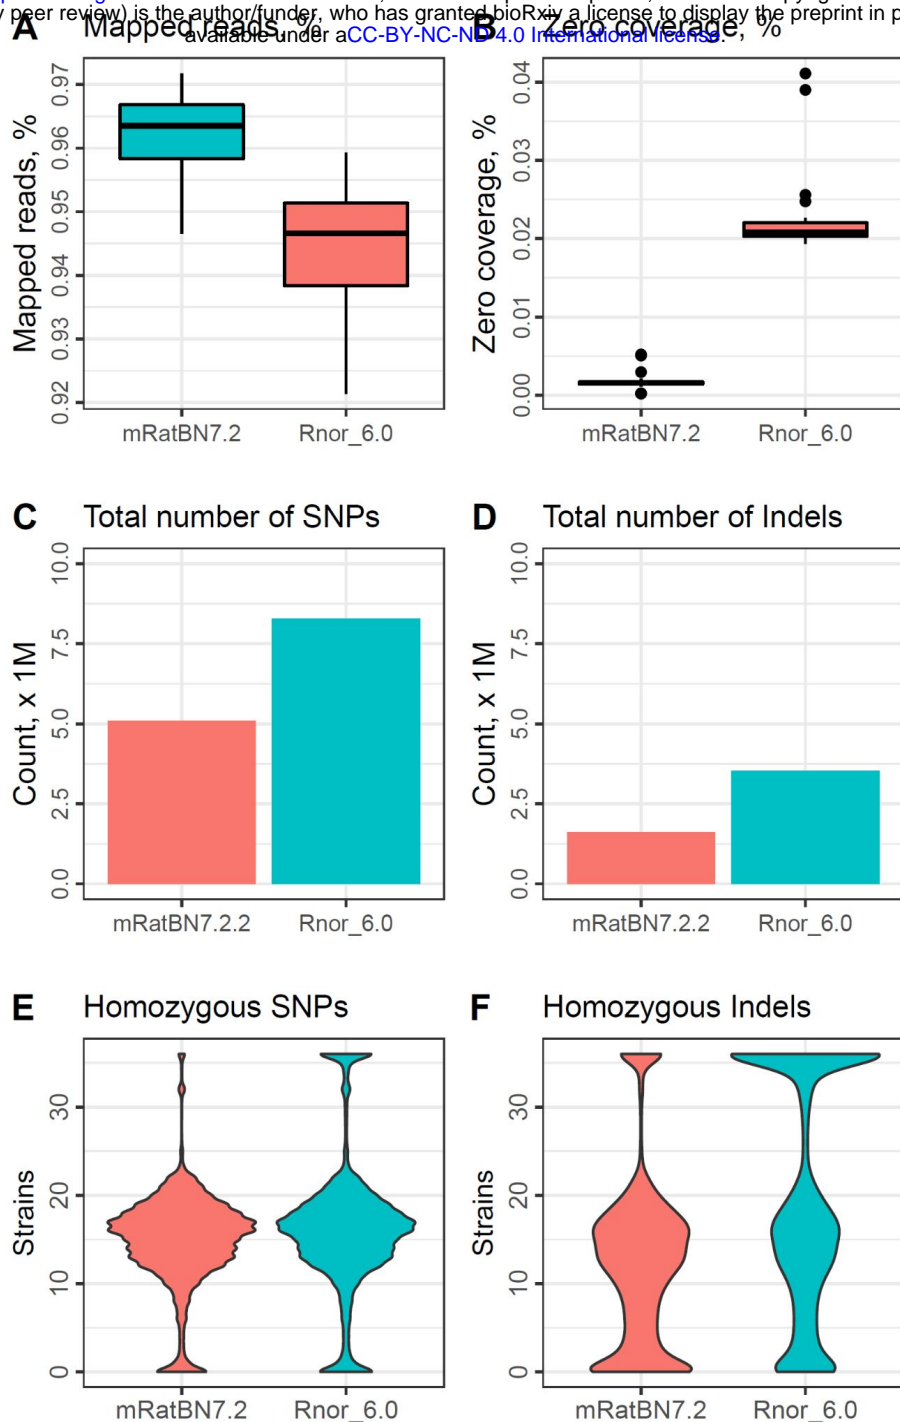 y peer review) is the author/funder, who has granted bioRxiv a license to display the preprint in p
available under aCC-BY-NC-ND 4.0 International license.
A Mapped reads, %
B Zero coverage, %
Mapped reads, %
0.97
0.96
0.95
0.94
0.93
0.92
mRatBN7.2 Rnor_6.0
Zero coverage, %
0.04
0.03
0.02
0.01
0.00
mRatBN7.2 Rnor_6.0
C Total number of SNPs
Count, x 1M
10.0
7.5
5.0
2.5
0.0
mRatBN7.2.2 Rnor_6.0
D Total number of Indels
Count, x 1M
10.0
7.5
5.0
2.5
0.0
mRatBN7.2.2 Rnor_6.0
E Homozygous SNPs
Strains
30
20
10
0
mRatBN7.2 Rnor_6.0
F Homozygous Indels
Strains
30
20
10
0
mRatBN7.2 Rnor_6.0